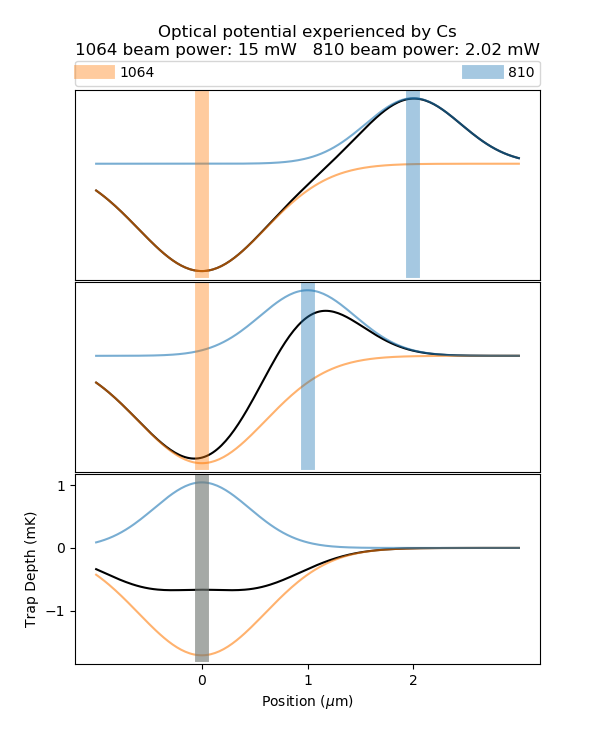 Optical potential experienced by Cs
1064 beam power: 15 mW   810 beam power: 2.02 mW
1064
810
1
0
−1
Trap Depth (mK)
0
1
2
Position (μm)